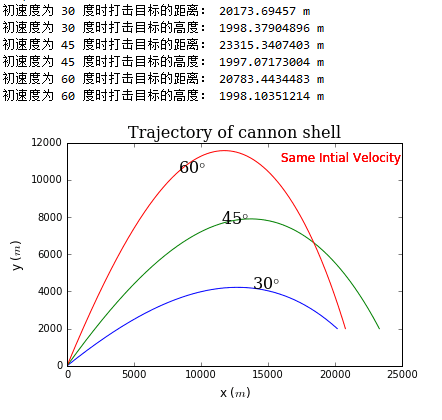 初速度为 30 度时打击目标的距离： 20173.69457 m
初速度为 30 度时打击目标的高度： 1998.37904896 m
初速度为 45 度时打击目标的距离： 23315.3407403 m
初速度为 45 度时打击目标的高度： 1997.07173004 m
初速度为 60 度时打击目标的距离： 20783.4434483 m
初速度为 60 度时打击目标的高度： 1998.10351214 m
Trajectory of cannon shell
Same Intial Velocity
60°
45°
30°
12000
10000
8000
6000
4000
2000
0
y (m)
0 5000 10000 15000 20000 25000
x (m)